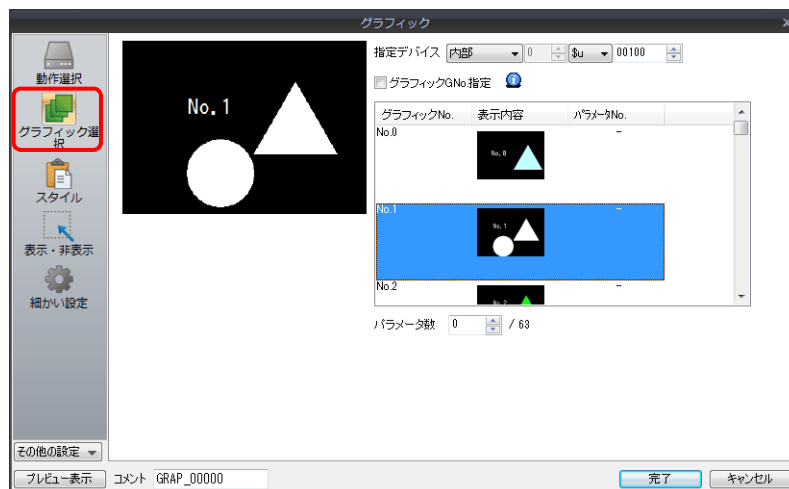 グラフィック
動作選択
グラフィック選
択
スタイル
表示・非表示
細かい設定
その他の設定
No.1
指定デバイス 内部 0 $u 00100
グラフィックGNo指定
グラフィックNo. 表示内容 パラメータNo.
No.0 No.0 -
No.1 No.1 -
No.2 No.2 -
パラメータ数 0 / 63
プレビュー表示 コメント GRAP_00000 完了 キャンセル